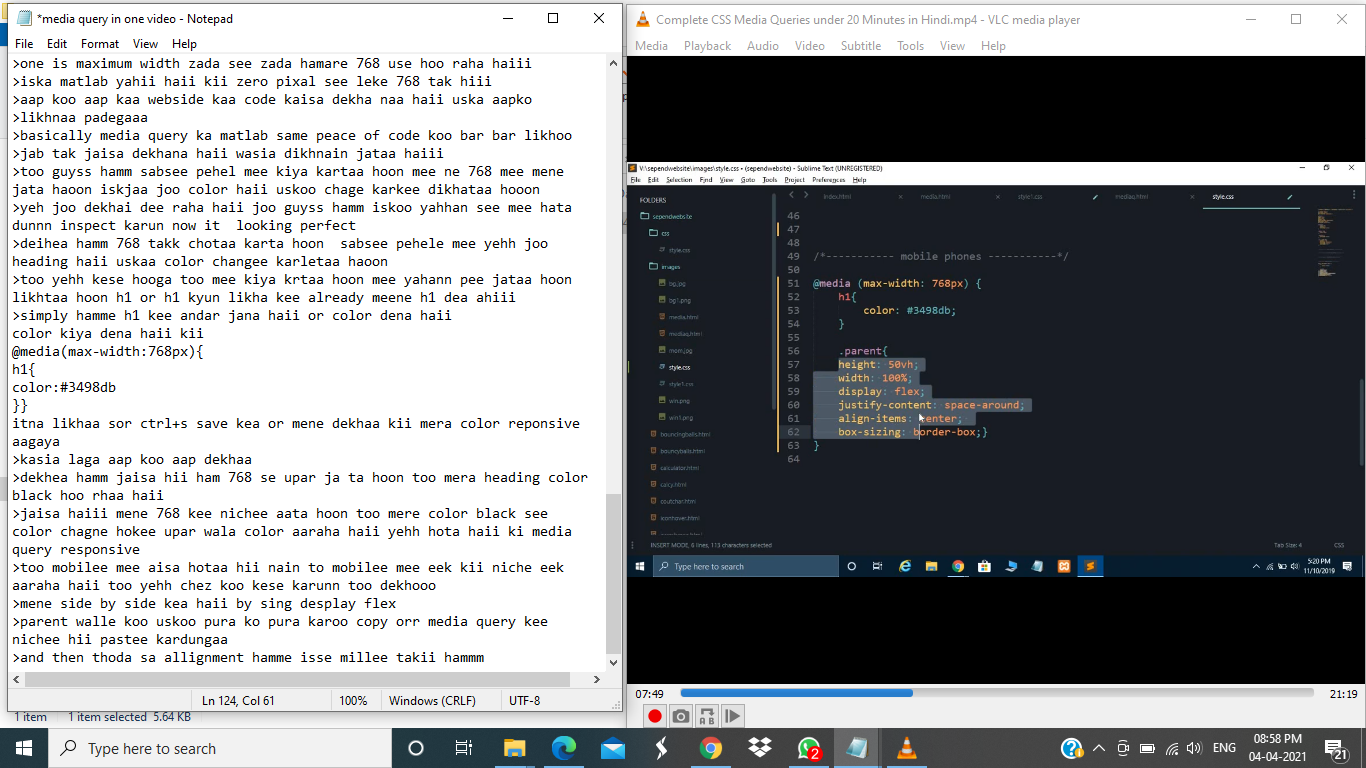 *media query in one video - Notepad
File Edit Format View Help
>one is maximum width zada see zada hamare 768 use hoo raha haiii
>iska matlab yahii haii kii zero pixal see leke 768 tak hiii
>aap koo aap kaa webside kaa code kaisa dekha naa haii uska aapko
>likhnaa padegaaa
>basically media query ka matlab same peace of code koo bar bar likhoo
>jab tak jaisa dekhana haii wasia dikhnain jataa haiii
>too guyss hamm sabsee pehel mee kiya kartaa hoon mee ne 768 mee mene
jata haoon iskjaa joo color haii uskoo chage karkee dikhataa hooon
>yeh joo dekhai dee raha haii joo guyss hamm iskoo yahhan see mee hata
dunnn inspect karun now it  looking perfect
>deihea hamm 768 takk chotaa karta hoon  sabsee pehele mee yehh joo
heading haii uskaa color changee karletaa haoon
>too yehh kese hooga too mee kiya krtaa hoon mee yahann pee jataa hoon
likhtaa hoon h1 or h1 kyun likha kee already meene h1 dea ahiii
>simply hamme h1 kee andar jana haii or color dena haii
color kiya dena haii kii
@media(max-width:768px){
h1{
color:#3498db
}}
itna likhaa sor ctrl+s save kea or mene dekhaa kii mera color reponsive
aagaya
>kasia laga aap koo aap dekhaa
>dekhea hamm jaisa hii ham 768 se upar ja ta hoon too mera heading color
black hoo rhaa haii
>jaisa haiii mene 768 kee nichee aata hoon too mere color black see
color chagne hokee upar wala color aaraha haii yehh hota haii ki media
query responsive
>too mobilee mee aisa hotaa hii nain to mobilee mee eek kii niche eek
aaraha haii too yehh chez koo kese karunn too dekhooo
>mene side by side kea haii by sing desplay flex
>parent walle koo uskoo pura ko pura karoo copy orr media query kee
nichee hii pastee kardungaa
>and then thoda sa allignment hamme isse millee takii hammm
Ln 124, Col 61 100% Windows (CRLF) UTF-8
1 item 1 item selected 5.64 KB
Complete CSS Media Queries under 20 Minutes in Hindi.mp4 - VLC media player
Media Playback Audio Video Subtitle Tools View Help
V:\sependwebsite\images\style.css • (sependwebsite) - Sublime Text (UNREGISTERED)
File Edit Selection Find View Goto Tools Project Preferences Help
FOLDERS
sependwebsite
css
style.css
images
bg.jpg
bg1.png
media.html
mediaq.html
mom.jpg
style.css
style1.css
win.png
win1.png
bouncingballs.html
bouncyballs.html
calculator.html
calcy.html
index.html media.html style1.css mediaq.html style.css
46
47
48
49 /*----------- mobile phones -----------*/
50
51 @media (max-width: 768px) {
52 h1{
53 color: #3498db;
54 }
55
56 .parent{
57 height: 50vh;
58 width: 100%;
59 display: flex;
60 justify-content: space-around;
61 align-items: center;
62 box-sizing: border-box;}
63 }
64
INSERT MODE, 6 lines, 113 characters selected Tab Size: 4 CSS
Type here to search
5:20 PM
11/10/2019
07:49 21:19
Type here to search
2
ENG
08:58 PM
04-04-2021
21